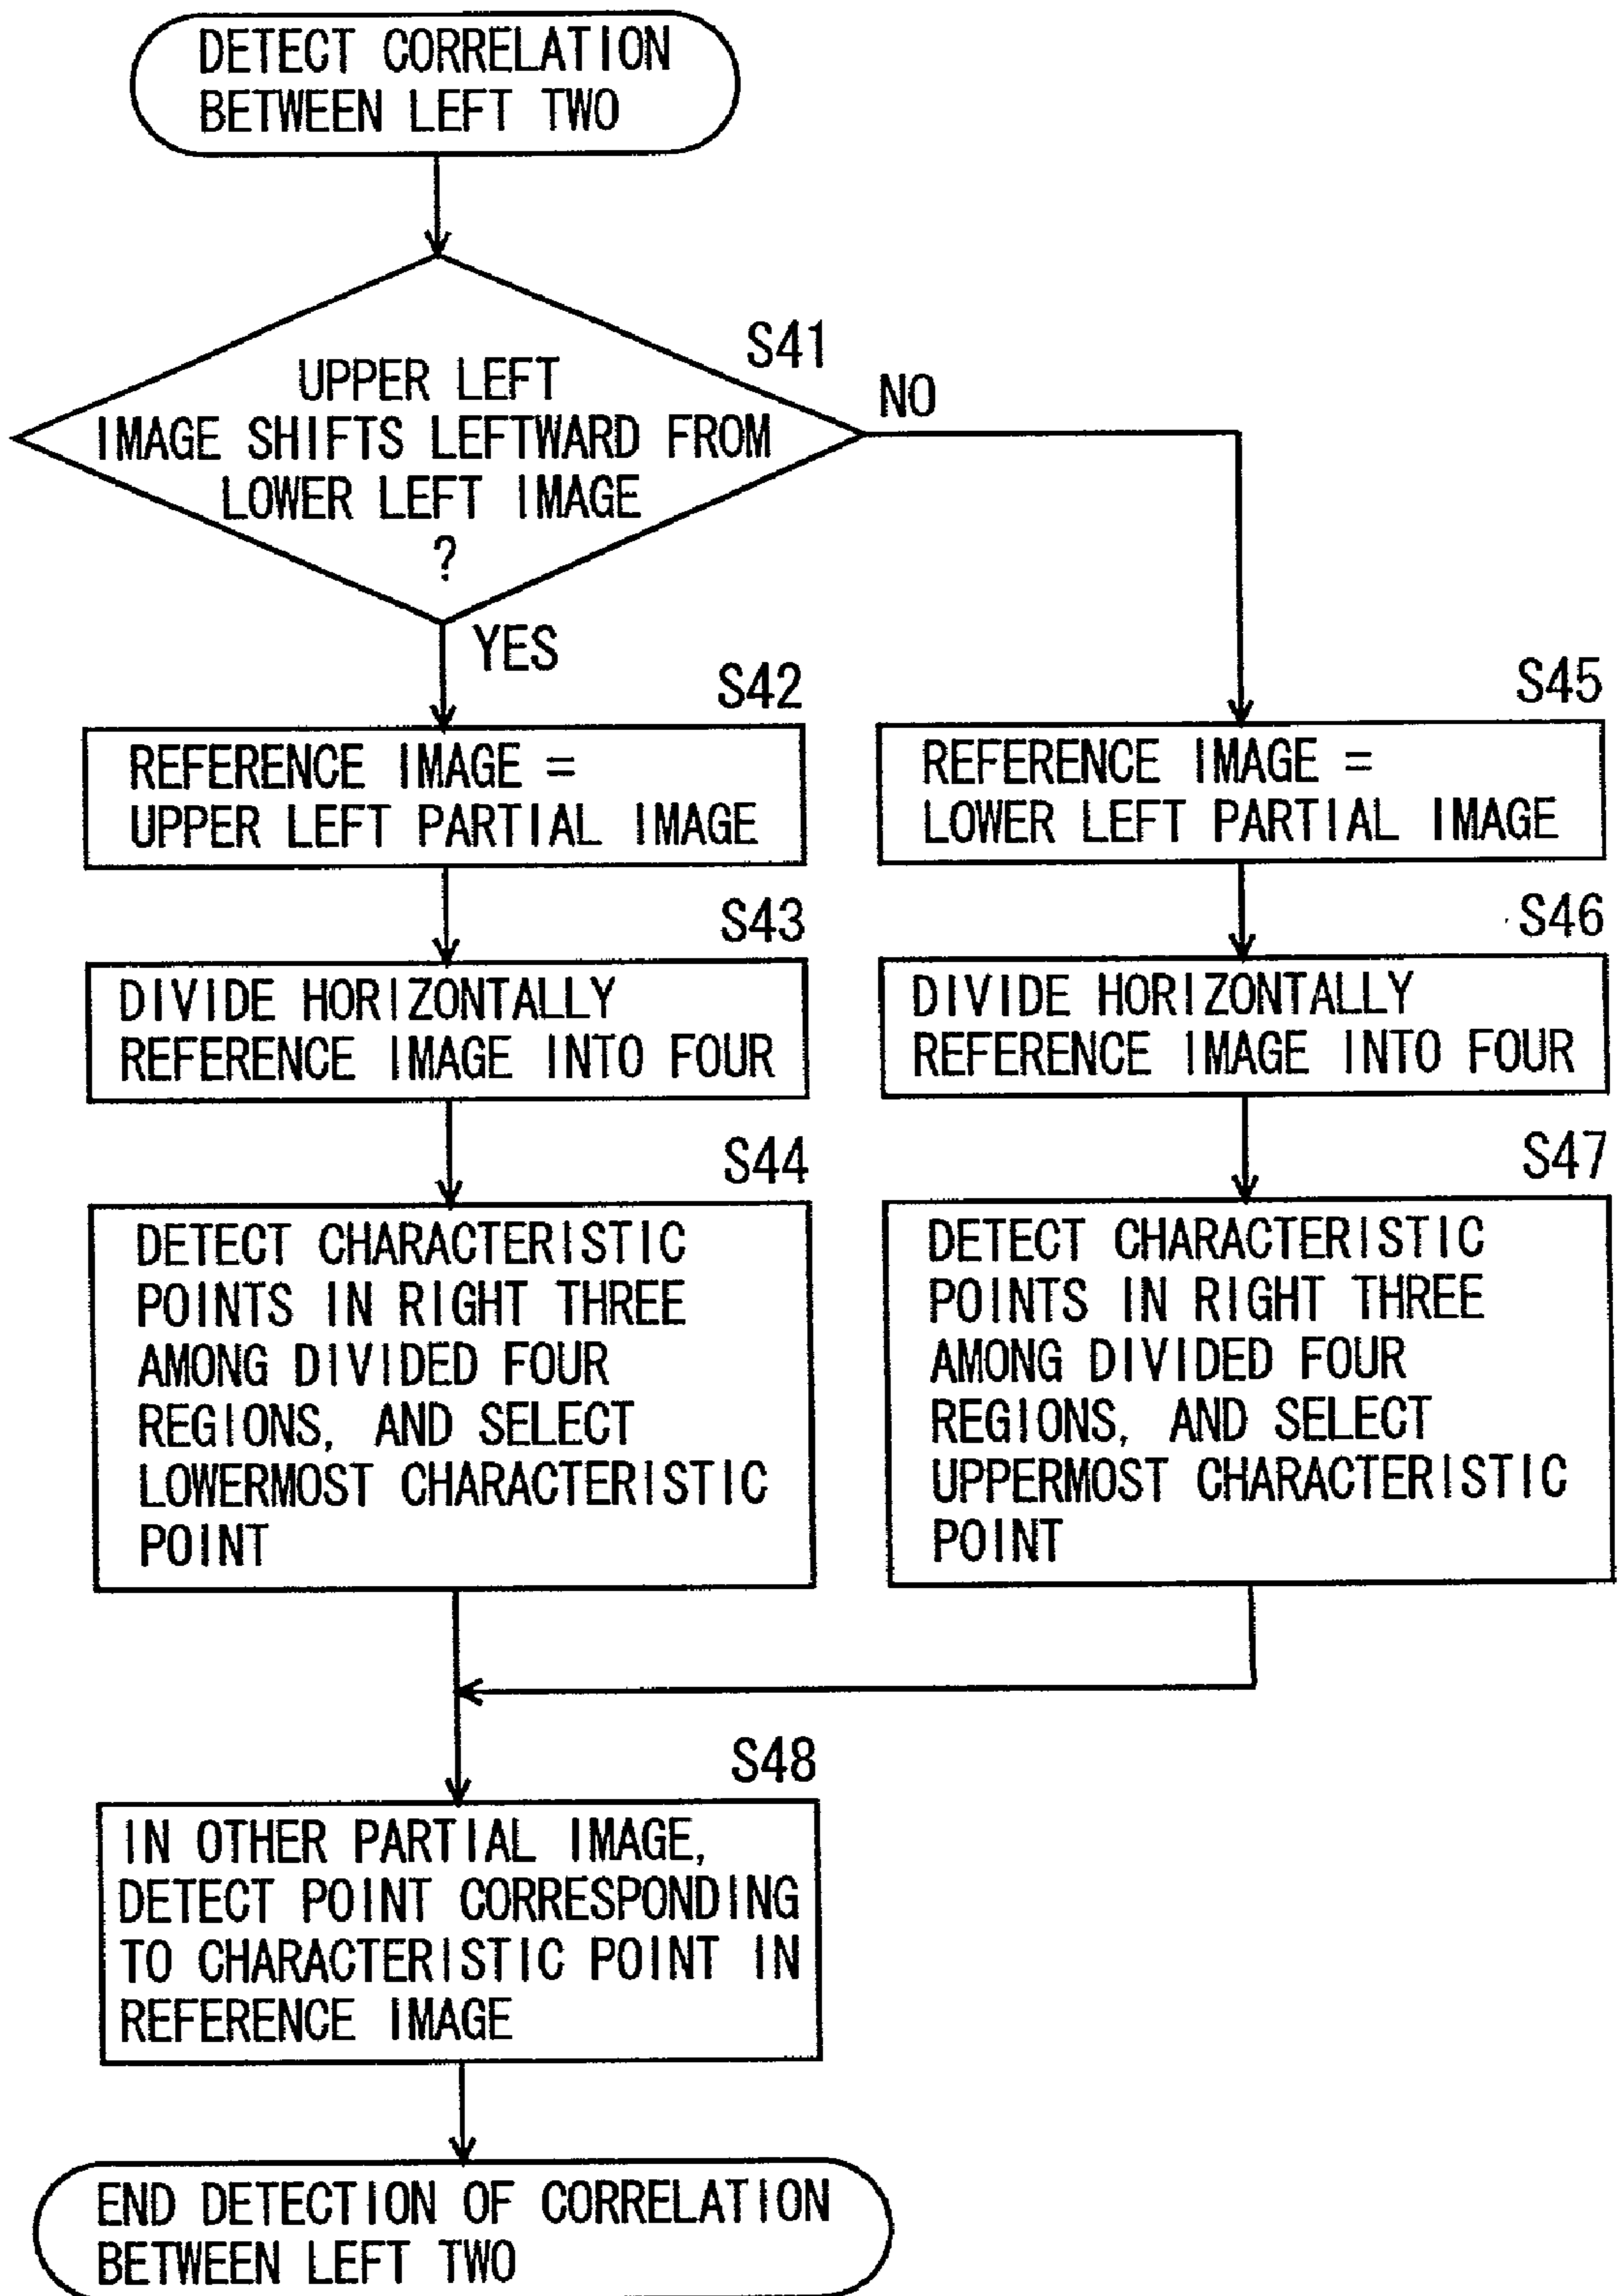 DETECT CORRELATION
BETWEEN LEFT TWO
S41
UPPER LEFT
IMAGE SHIFTS LEFTWARD FROM
LOWER LEFT IMAGE
?
NO
YES
S42
REFERENCE IMAGE =
UPPER LEFT PARTIAL IMAGE
S43
DIVIDE HORIZONTALLY
REFERENCE IMAGE INTO FOUR
S44
DETECT CHARACTERISTIC
POINTS IN RIGHT THREE
AMONG DIVIDED FOUR
REGIONS, AND SELECT
LOWERMOST CHARACTERISTIC
POINT
S45
REFERENCE IMAGE =
LOWER LEFT PARTIAL IMAGE
S46
DIVIDE HORIZONTALLY
REFERENCE IMAGE INTO FOUR
S47
DETECT CHARACTERISTIC
POINTS IN RIGHT THREE
AMONG DIVIDED FOUR
REGIONS, AND SELECT
UPPERMOST CHARACTERISTIC
POINT
S48
IN OTHER PARTIAL IMAGE,
DETECT POINT CORRESPONDING
TO CHARACTERISTIC POINT IN
REFERENCE IMAGE
END DETECTION OF CORRELATION
BETWEEN LEFT TWO